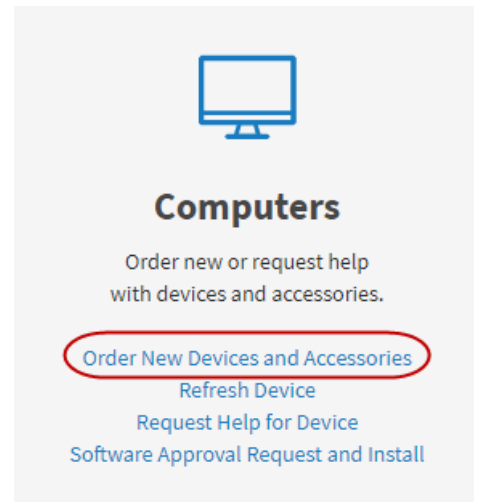 Computers
Order new or request help
with devices and accessories.
Order New Devices and Accessories
Refresh Device
Request Help for Device
Software Approval Request and Install